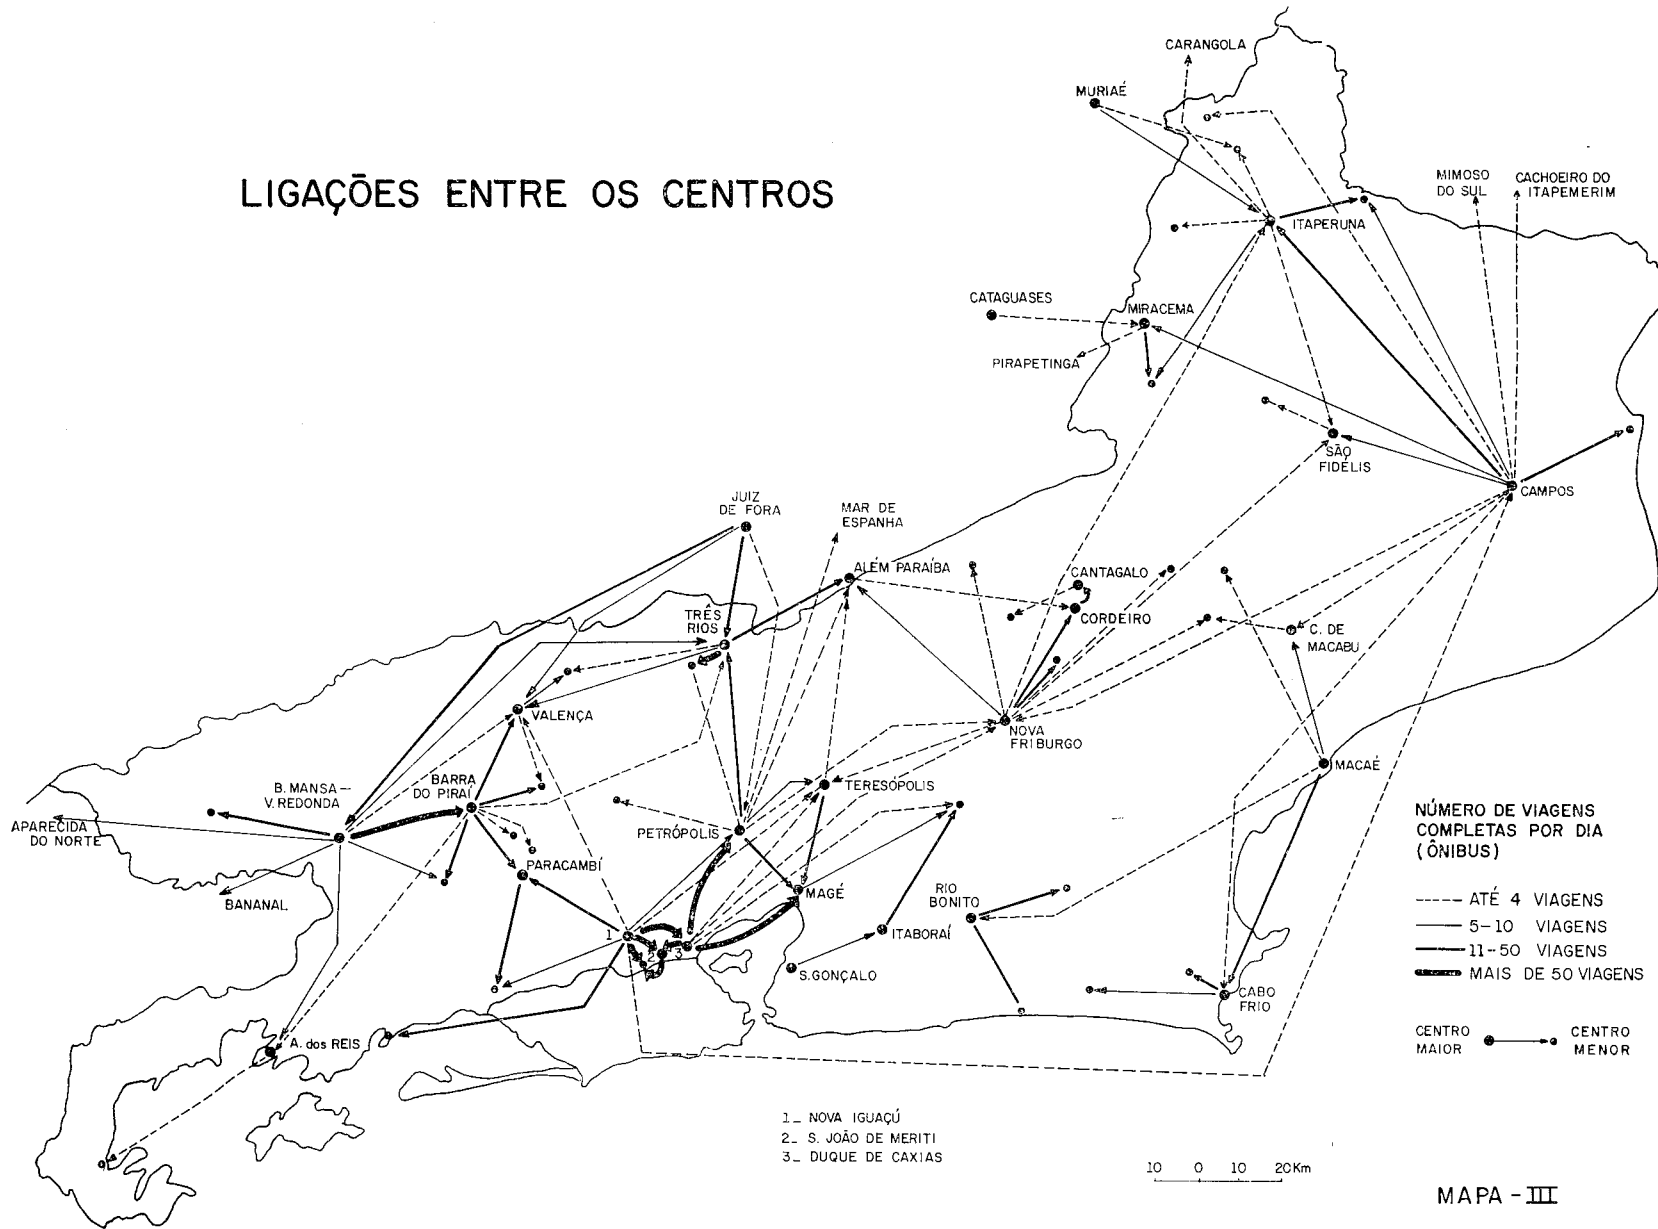 LIGAÇÕES ENTRE OS CENTROS
CARANGOLA
MURIAÉ
MIMOSO
DO SUL
CACHOEIRO DO
ITAPEMERIM
ITAPERUNA
CATAGUASES
MIRACEMA
PIRAPETINGA
SÃO
FIDÉLIS
CAMPOS
JUIZ
DE FORA
MAR DE
ESPANHA
ALÉM PARAÍBA
CANTAGALO
CORDEIRO
TRÊS
RIOS
C. DE
MACABU
VALENÇA
NOVA
FRIBURGO
MACAÉ
B. MANSA –
V. REDONDA
BARRA
DO PIRAÍ
TERESÓPOLIS
APARECIDA
DO NORTE
PETRÓPOLIS
PARACAMBÍ
BANANAL
MAGÉ
RIO
BONITO
ITABORAÍ
1
2
3
S. GONÇALO
CABO
FRIO
A. dos REIS
NÚMERO DE VIAGENS
COMPLETAS POR DIA
(ÔNIBUS)
ATÉ 4 VIAGENS
5-10 VIAGENS
11-50 VIAGENS
MAIS DE 50 VIAGENS
CENTRO
MAIOR
CENTRO
MENOR
1_ NOVA IGUAÇÚ
2_ S. JOÃO DE MERITI
3_ DUQUE DE CAXIAS
10 0 10 20Km
MAPA - III